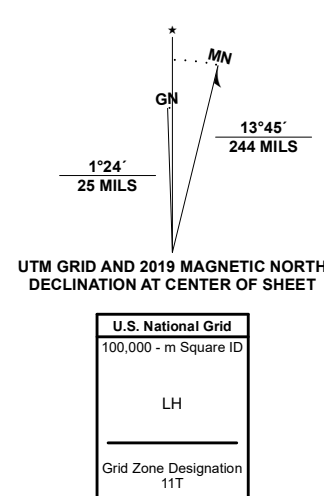 ★
MN
GN
13°45´
244 MILS
1°24´
25 MILS
UTM GRID AND 2019 MAGNETIC NORTH
DECLINATION AT CENTER OF SHEET
U.S. National Grid
100,000 - m Square ID
LH
Grid Zone Designation
11T